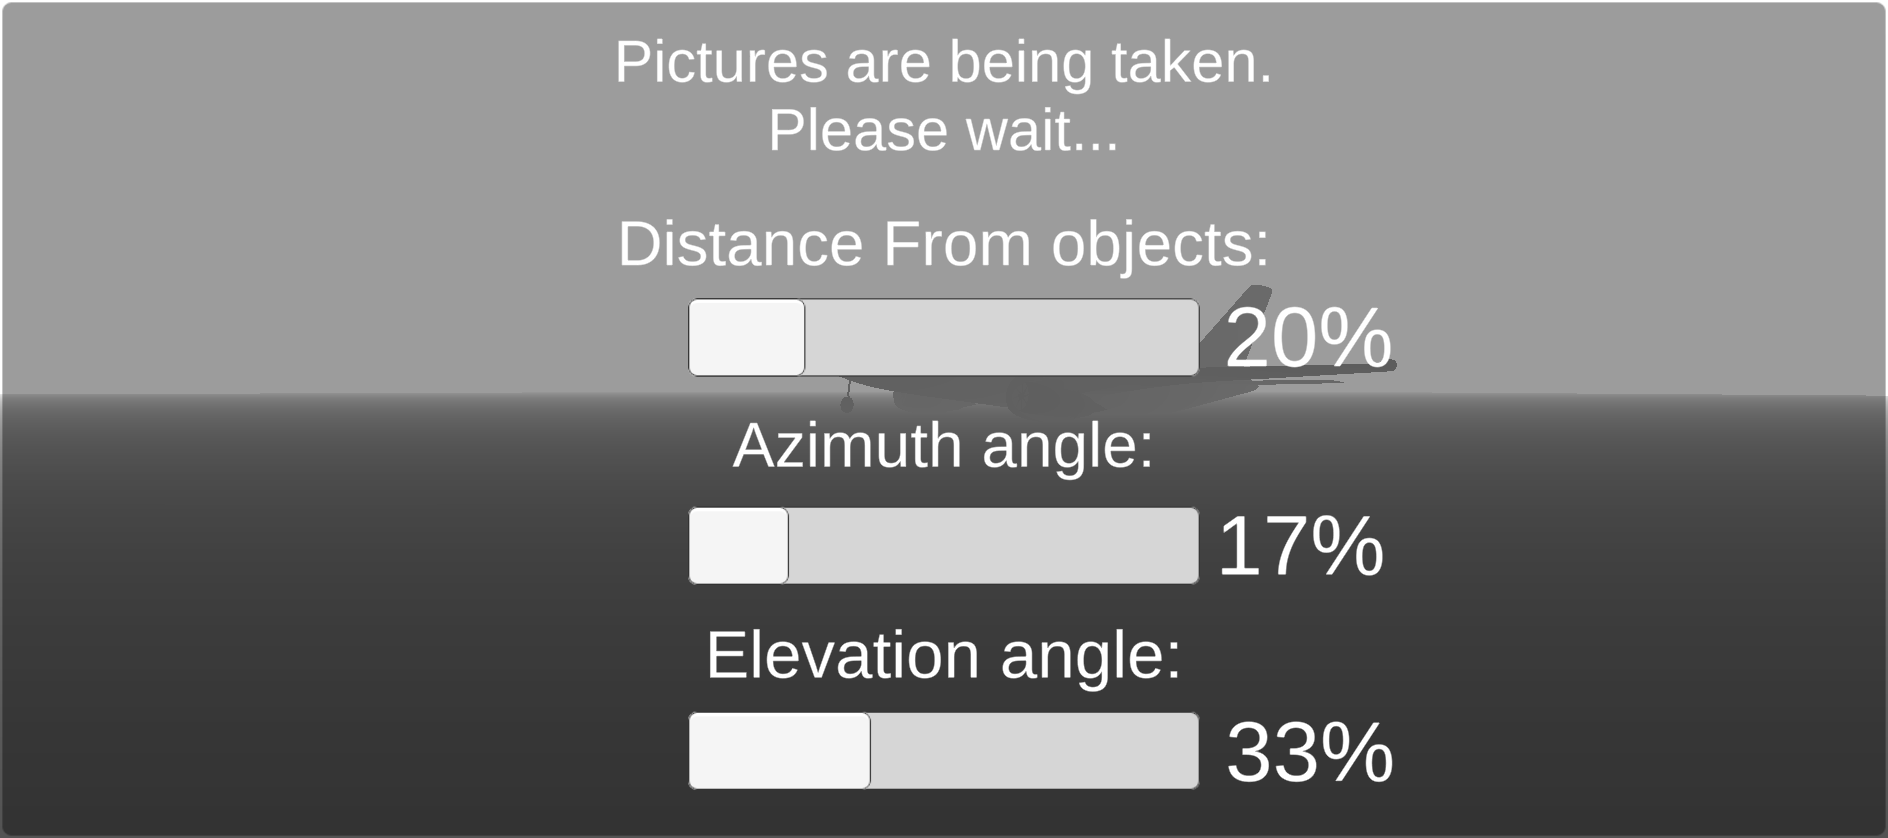 Pictures are being taken.
Please wait...
Distance From objects:
20%
Azimuth angle:
17%
Elevation angle:
33%